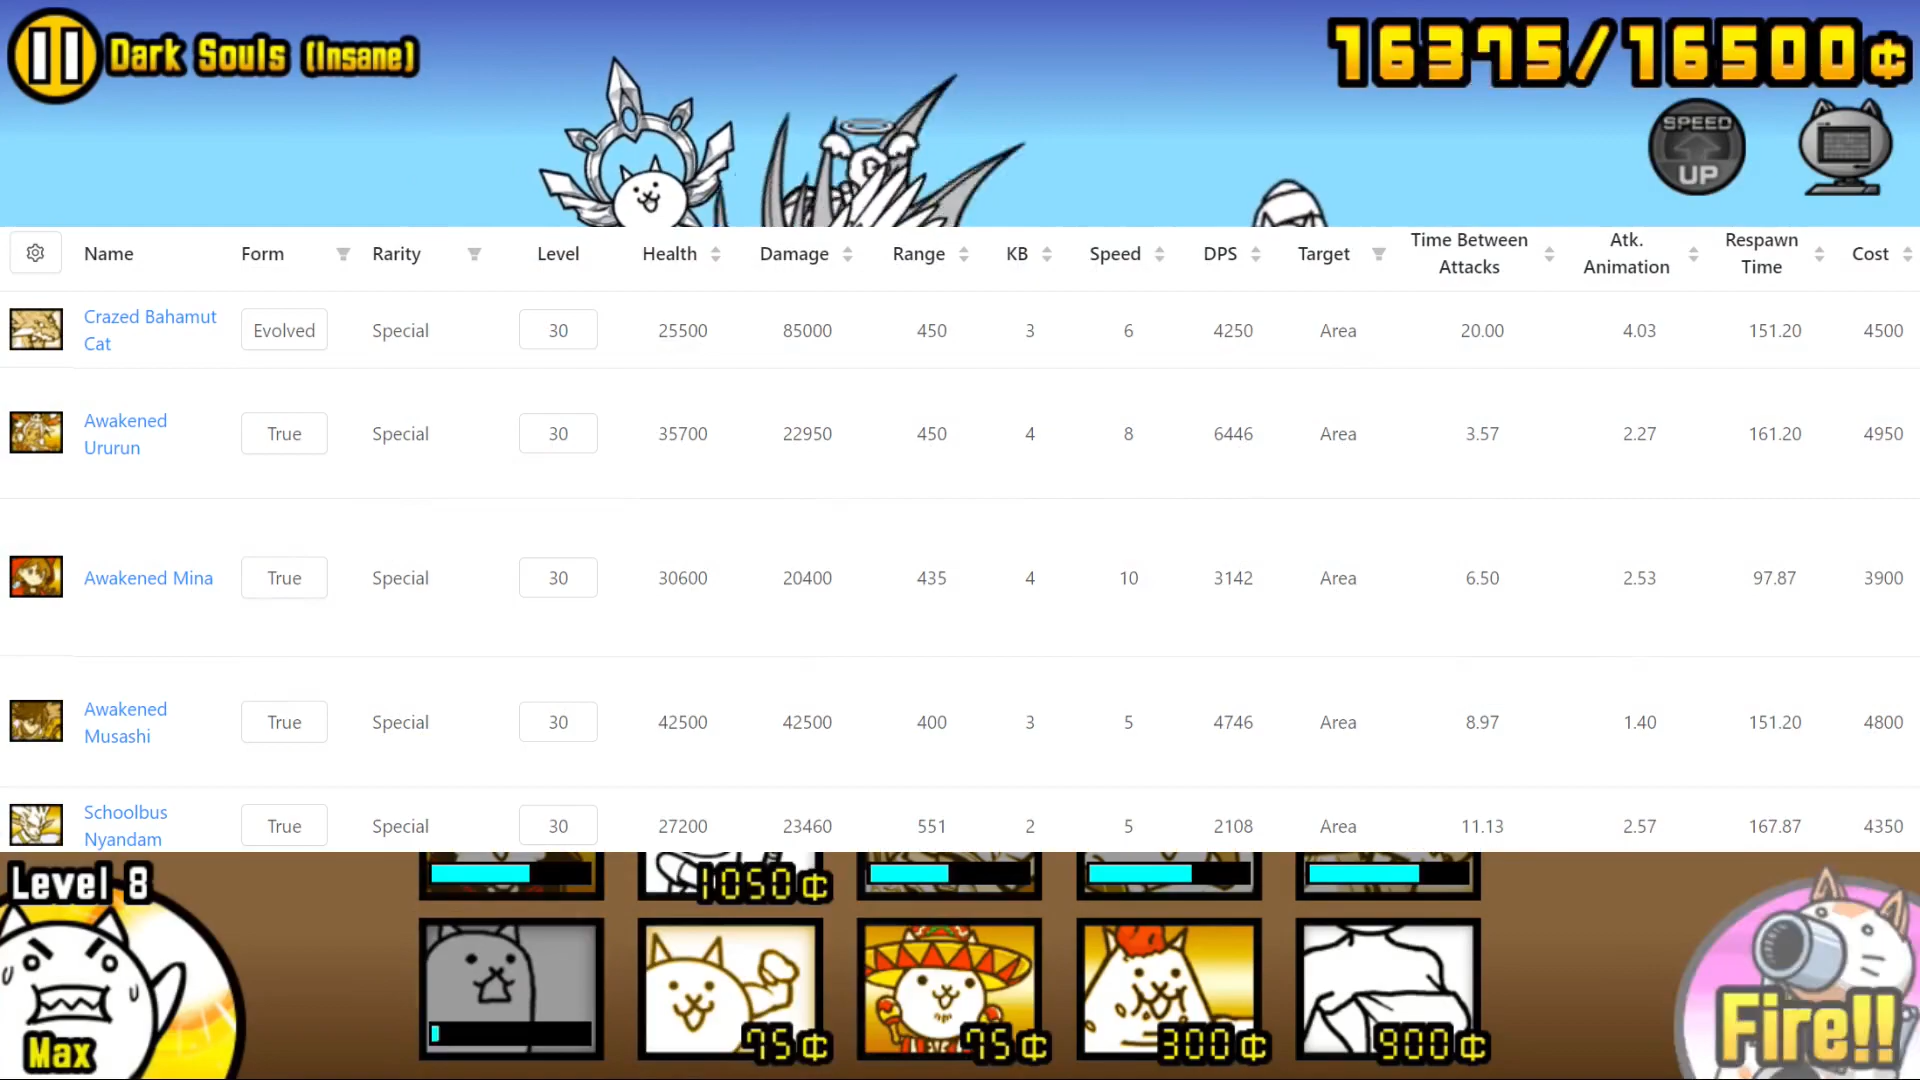 Dark Souls (Insane)
16375/16500¢
SPEED
UP
Name Form Rarity Level Health Damage Range KB Speed DPS Target Time Between Attacks Atk. Animation Respawn Time Cost
Crazed Bahamut Cat Evolved Special 30 25500 85000 450 3 6 4250 Area 20.00 4.03 151.20 4500
Awakened Ururun True Special 30 35700 22950 450 4 8 6446 Area 3.57 2.27 161.20 4950
Awakened Mina True Special 30 30600 20400 435 4 10 3142 Area 6.50 2.53 97.87 3900
Awakened Musashi True Special 30 42500 42500 400 3 5 4746 Area 8.97 1.40 151.20 4800
Schoolbus Nyandam True Special 30 27200 23460 551 2 5 2108 Area 11.13 2.57 167.87 4350
Level 8
1050¢
Max
75¢ 75¢ 300¢ 900¢
Fire!!